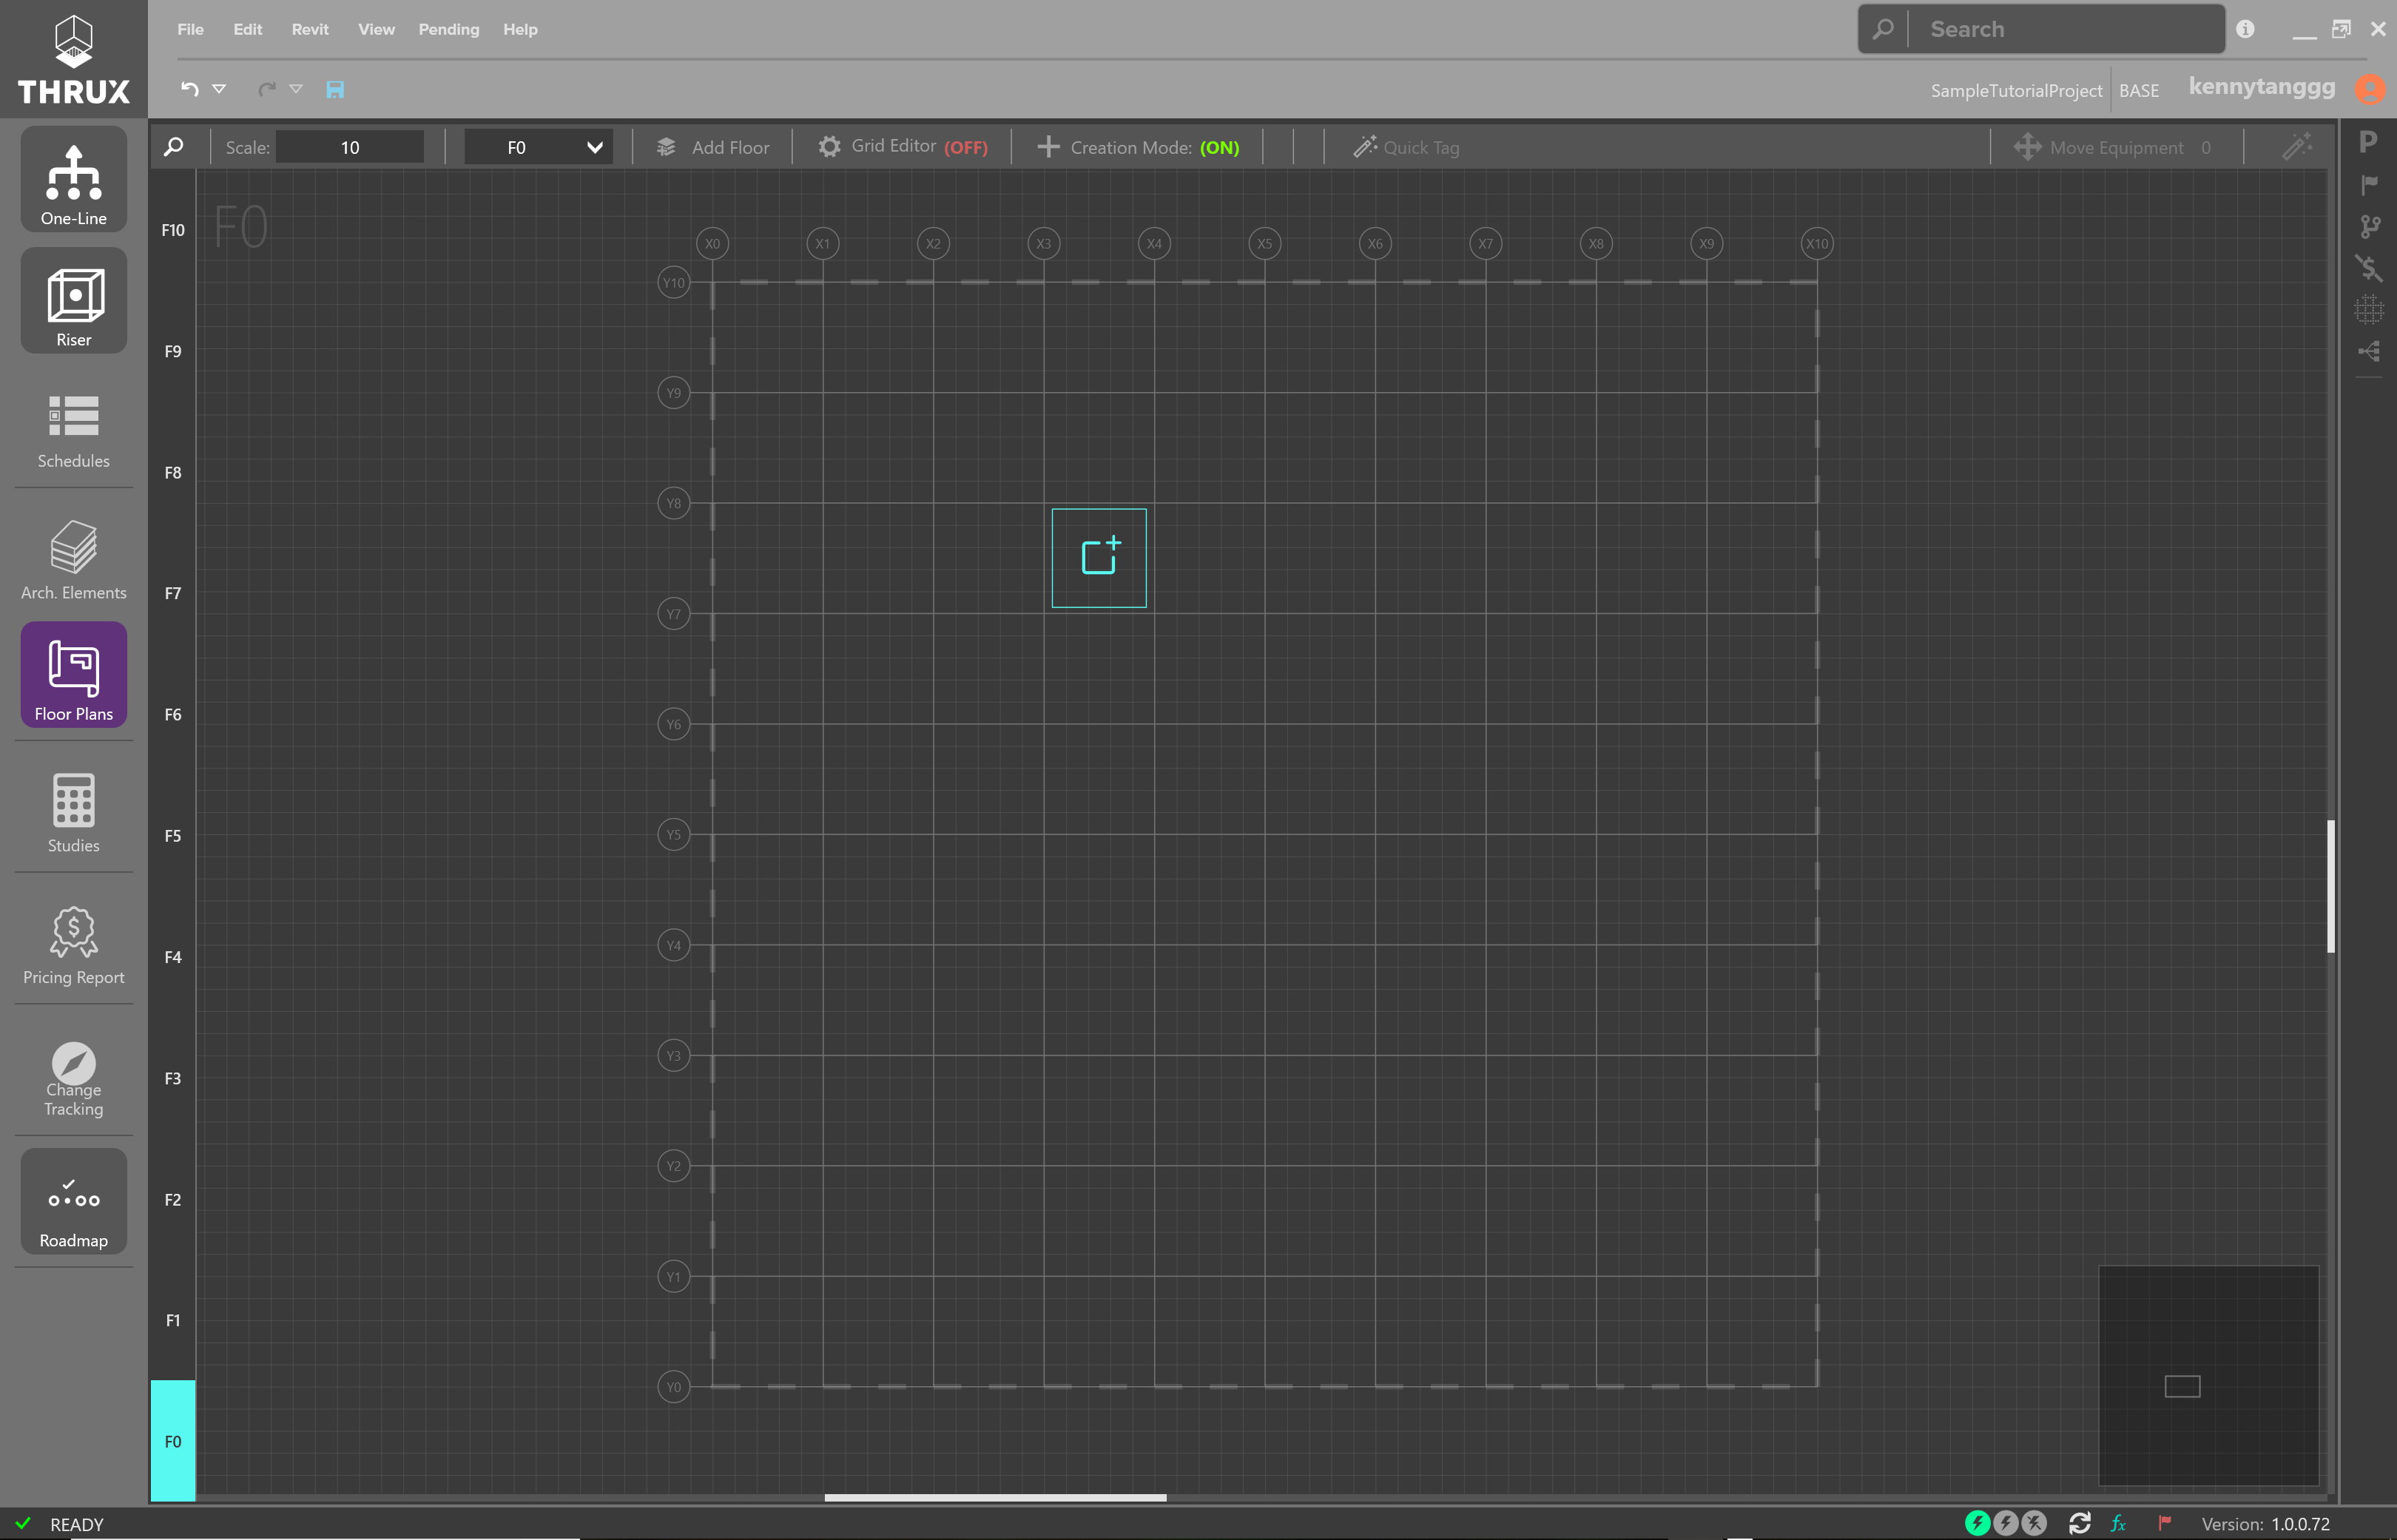 THRUX
File Edit Revit View Pending Help
Search
SampleTutorialProject BASE kennytanggg
Scale: 10 F0 Add Floor Grid Editor (OFF) Creation Mode: (ON) Quick Tag Move Equipment 0
P
One-Line
Riser
Schedules
Arch. Elements
Floor Plans
Studies
Pricing Report
Change
Tracking
Roadmap
F10
F9
F8
F7
F6
F5
F4
F3
F2
F1
F0
F0
X0 X1 X2 X3 X4 X5 X6 X7 X8 X9 X10
Y10
Y9
Y8
Y7
Y6
Y5
Y4
Y3
Y2
Y1
Y0
READY
fx
Version: 1.0.0.72